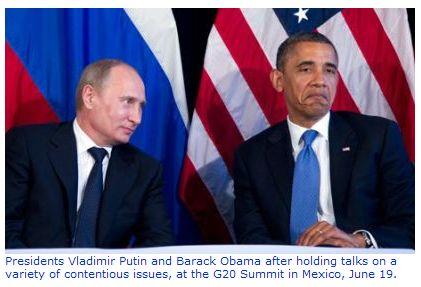 Presidents Vladimir Putin and Barack Obama after holding talks on a
variety of contentious issues, at the G20 Summit in Mexico, June 19.